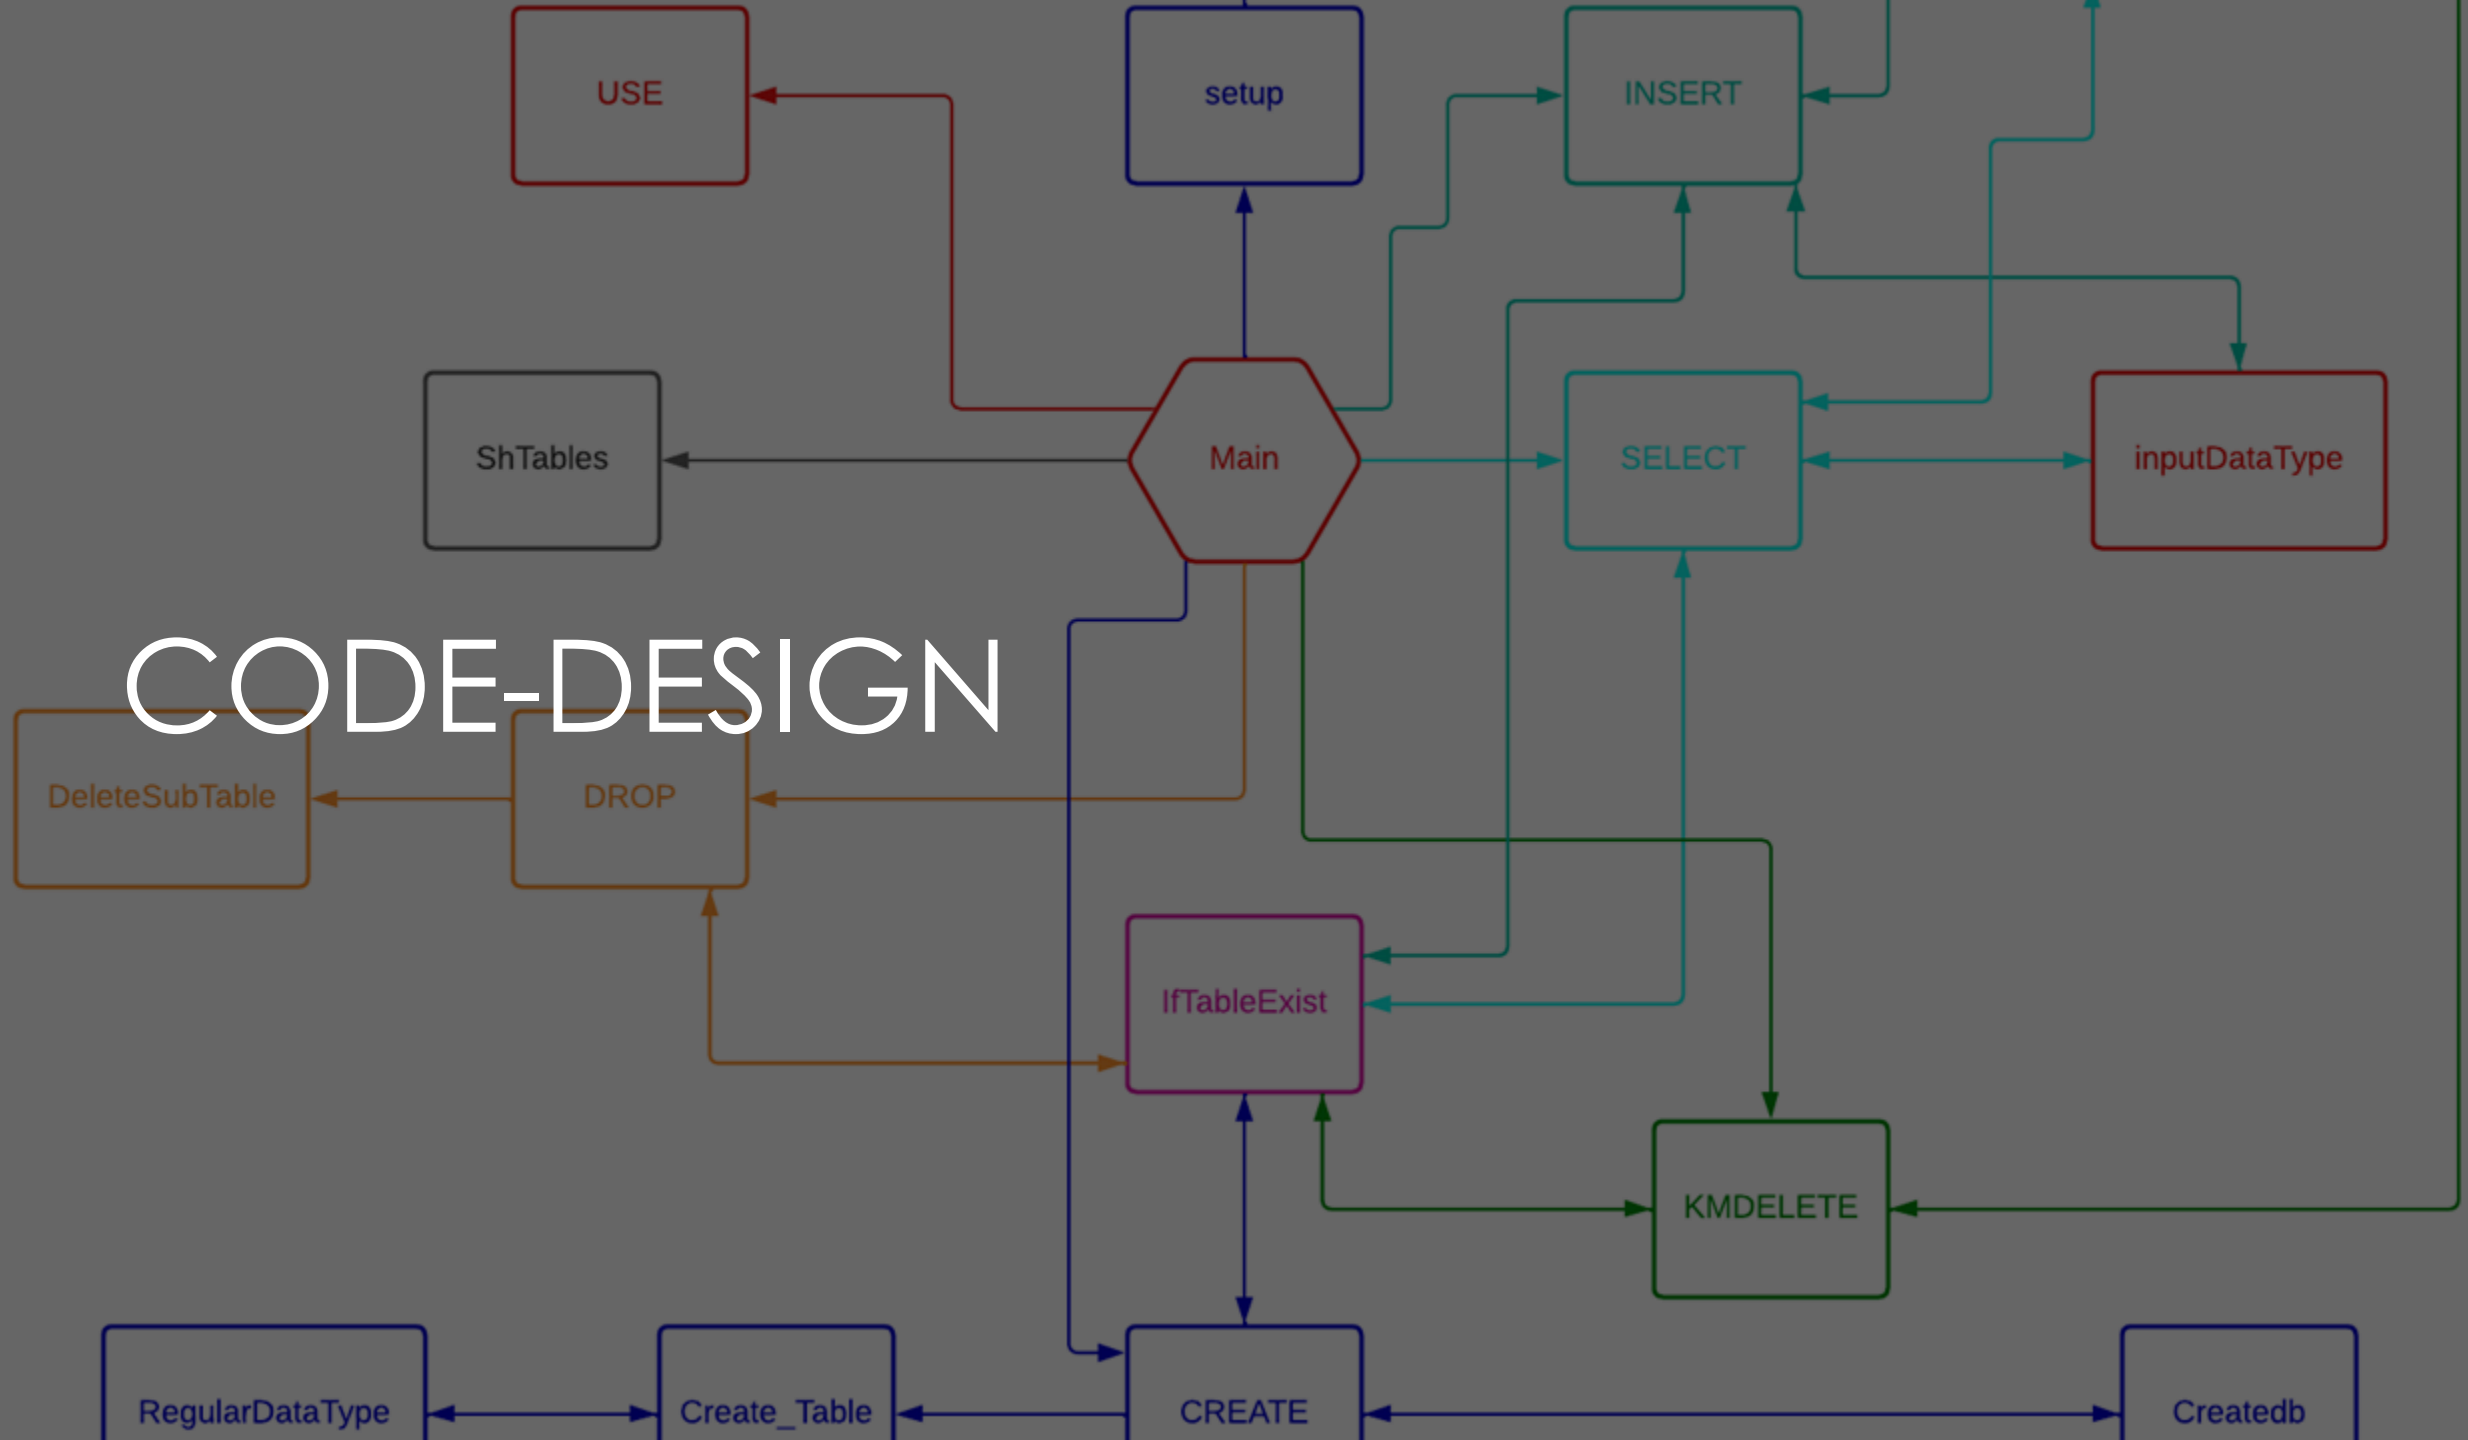 USE
setup
INSERT
ShTables
Main
SELECT
inputDataType
CODE-DESIGN
DeleteSubTable
DROP
IfTableExist
KMDELETE
RegularDataType
Create_Table
CREATE
Createdb